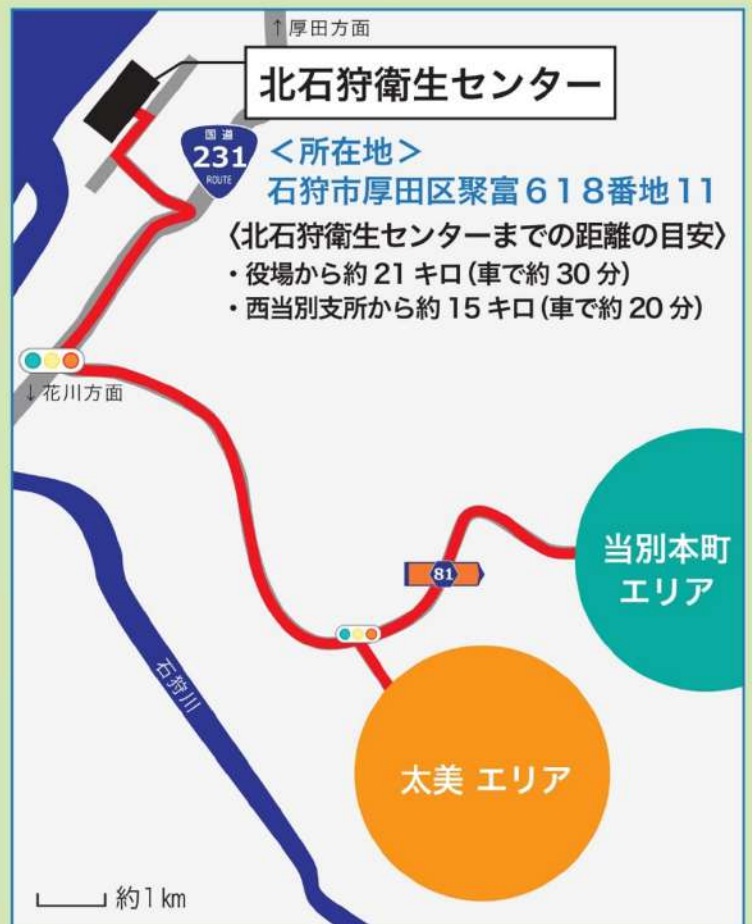 ↑厚田方面
北石狩衛生センター
国道
231
ROUTE
＜所在地＞
石狩市厚田区聚富６１８番地11
〈北石狩衛生センターまでの距離の目安〉
・役場から約 21 キロ（車で約 30 分）
・西当別支所から約 15 キロ（車で約 20 分）
↓花川方面
当別本町
エリア
81
石狩川
太美 エリア
約1km